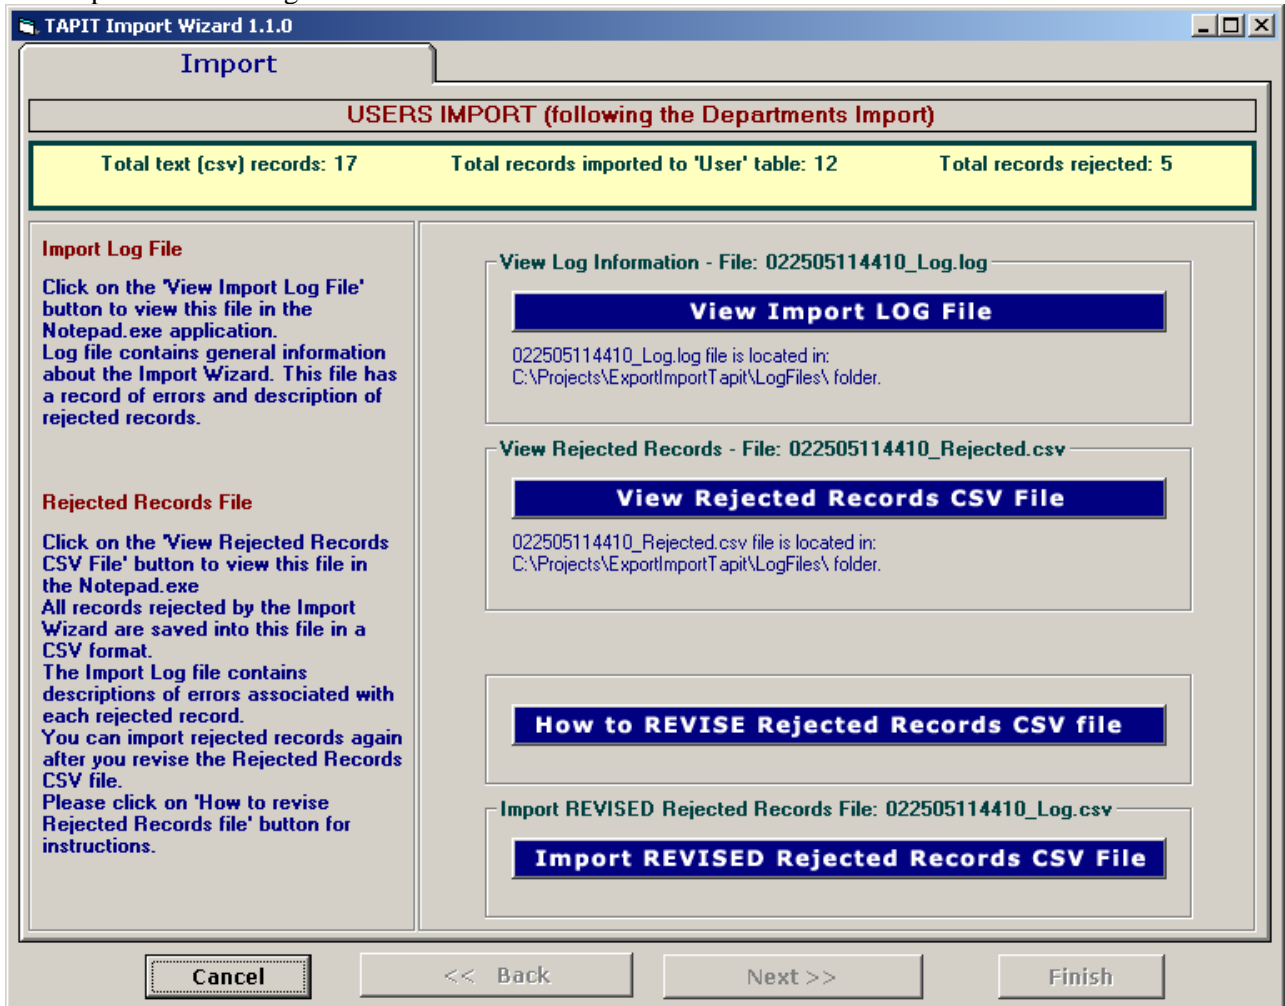 TAPIT Import Wizard 1.1.0
Import
USERS IMPORT (following the Departments Import)
Total text (csv) records: 17 Total records imported to 'User' table: 12 Total records rejected: 5
Import Log File
Click on the 'View Import Log File'
button to view this file in the
Notepad.exe application.
Log file contains general information
about the Import Wizard. This file has
a record of errors and description of
rejected records.
Rejected Records File
Click on the 'View Rejected Records
CSV File' button to view this file in
the Notepad.exe
All records rejected by the Import
Wizard are saved into this file in a
CSV format.
The Import Log file contains
descriptions of errors associated with
each rejected record.
You can import rejected records again
after you revise the Rejected Records
CSV file.
Please click on 'How to revise
Rejected Records file' button for
instructions.
View Log Information - File: 022505114410_Log.log
View Import LOG File
022505114410_Log.log file is located in:
C:\Projects\ExportImportTapit\LogFiles\ folder.
View Rejected Records - File: 022505114410_Rejected.csv
View Rejected Records CSV File
022505114410_Rejected.csv file is located in:
C:\Projects\ExportImportTapit\LogFiles\ folder.
How to REVISE Rejected Records CSV file
Import REVISED Rejected Records File: 022505114410_Log.csv
Import REVISED Rejected Records CSV File
Cancel << Back Next >> Finish